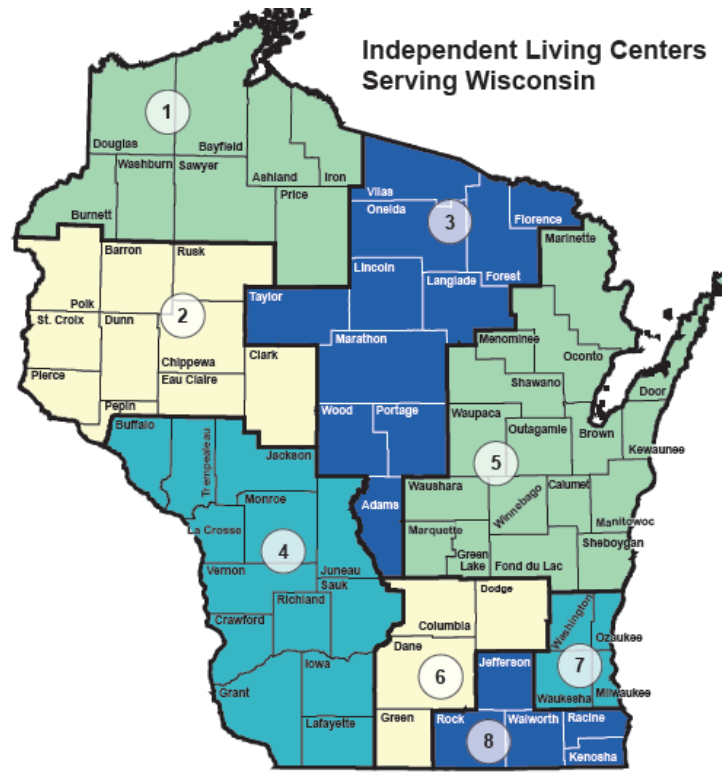 Independent Living Centers
Serving Wisconsin
1
Douglas
Bayfield
Washburn
Sawyer
Ashland
Iron
Price
Burnett
Vilas
Oneida
3
Florence
Marinette
Barron
Rusk
Lincoln
Langlade
Forest
Taylor
Polk
St. Croix
Dunn
2
Marathon
Menominee
Oconto
Chippewa
Clark
Pierce
Eau Claire
Shawano
Door
Pepin
Wood
Portage
Waupaca
Buffalo
Outagamie
Brown
Trempealeau
Jackson
5
Kewaunee
Monroe
Adams
Waushara
Winnebago
Calumet
La Crosse
Marquette
Manitowoc
4
Green
Lake
Sheboygan
Vernon
Juneau
Fond du Lac
Sauk
Richland
Dodge
Crawford
Columbia
Washington
Ozaukee
Dane
Iowa
Jefferson
6
7
Grant
Waukesha
Milwaukee
Lafayette
Green
Rock
8
Walworth
Racine
Kenosha